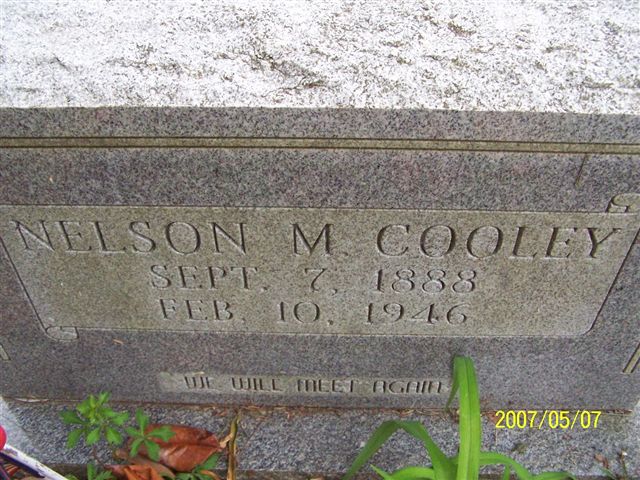 NELSON M. COOLEY
SEPT. 7, 1888
FEB. 10, 1946
WE WILL MEET AGAIN
2007/05/07